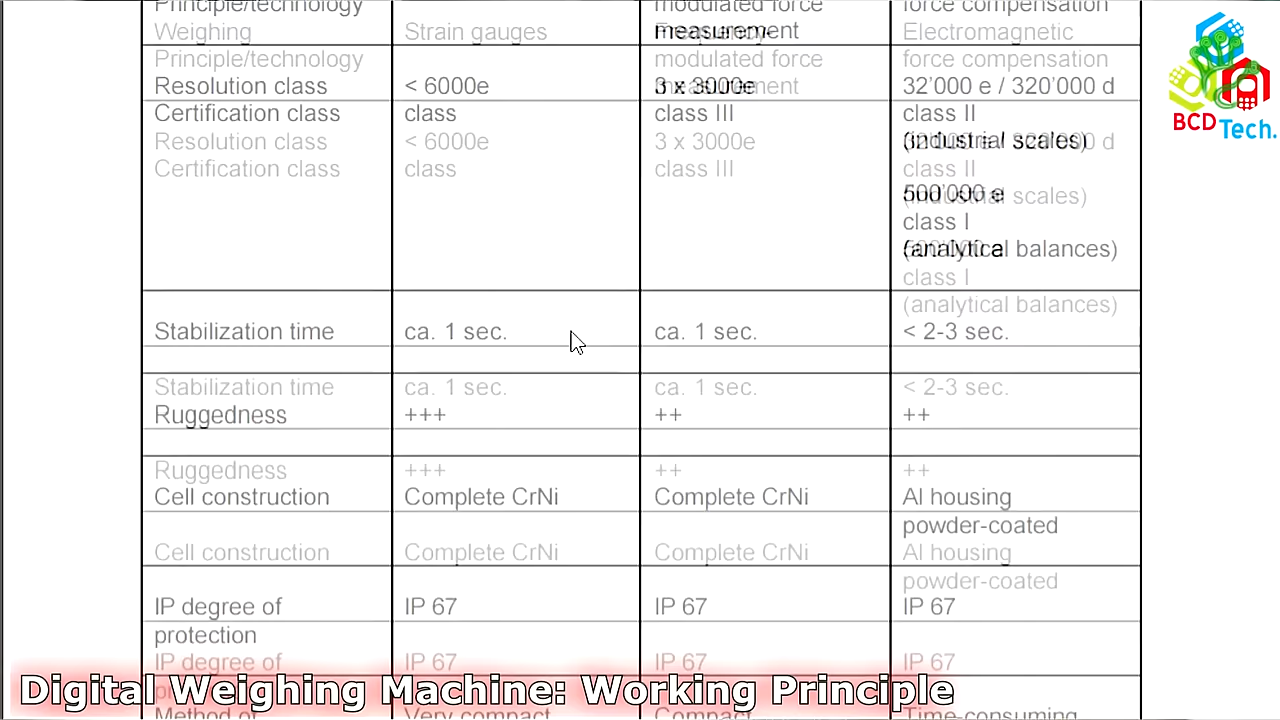 Principle/technology modulated force force compensation
Weighing Strain gauges measurement Electromagnetic
Principle/technology modulated force force compensation
Resolution class < 6000e 3 x 3000e 32'000 e / 320'000 d
Certification class class class III class II
Resolution class < 6000e 3 x 3000e (industrial scales)
Certification class class class III class II
500'000 e (industrial scales)
class I
(analytical balances)
class I
(analytical balances)
Stabilization time ca. 1 sec. ca. 1 sec. < 2-3 sec.
Stabilization time ca. 1 sec. ca. 1 sec. < 2-3 sec.
Ruggedness +++ ++ ++
Ruggedness +++ ++ ++
Cell construction Complete CrNi Complete CrNi Al housing
powder-coated
Cell construction Complete CrNi Complete CrNi Al housing
powder-coated
IP degree of IP 67 IP 67 IP 67
protection
IP degree of IP 67 IP 67 IP 67
Method of Very compact Compact Time-consuming
Digital Weighing Machine: Working Principle
BCD Tech.